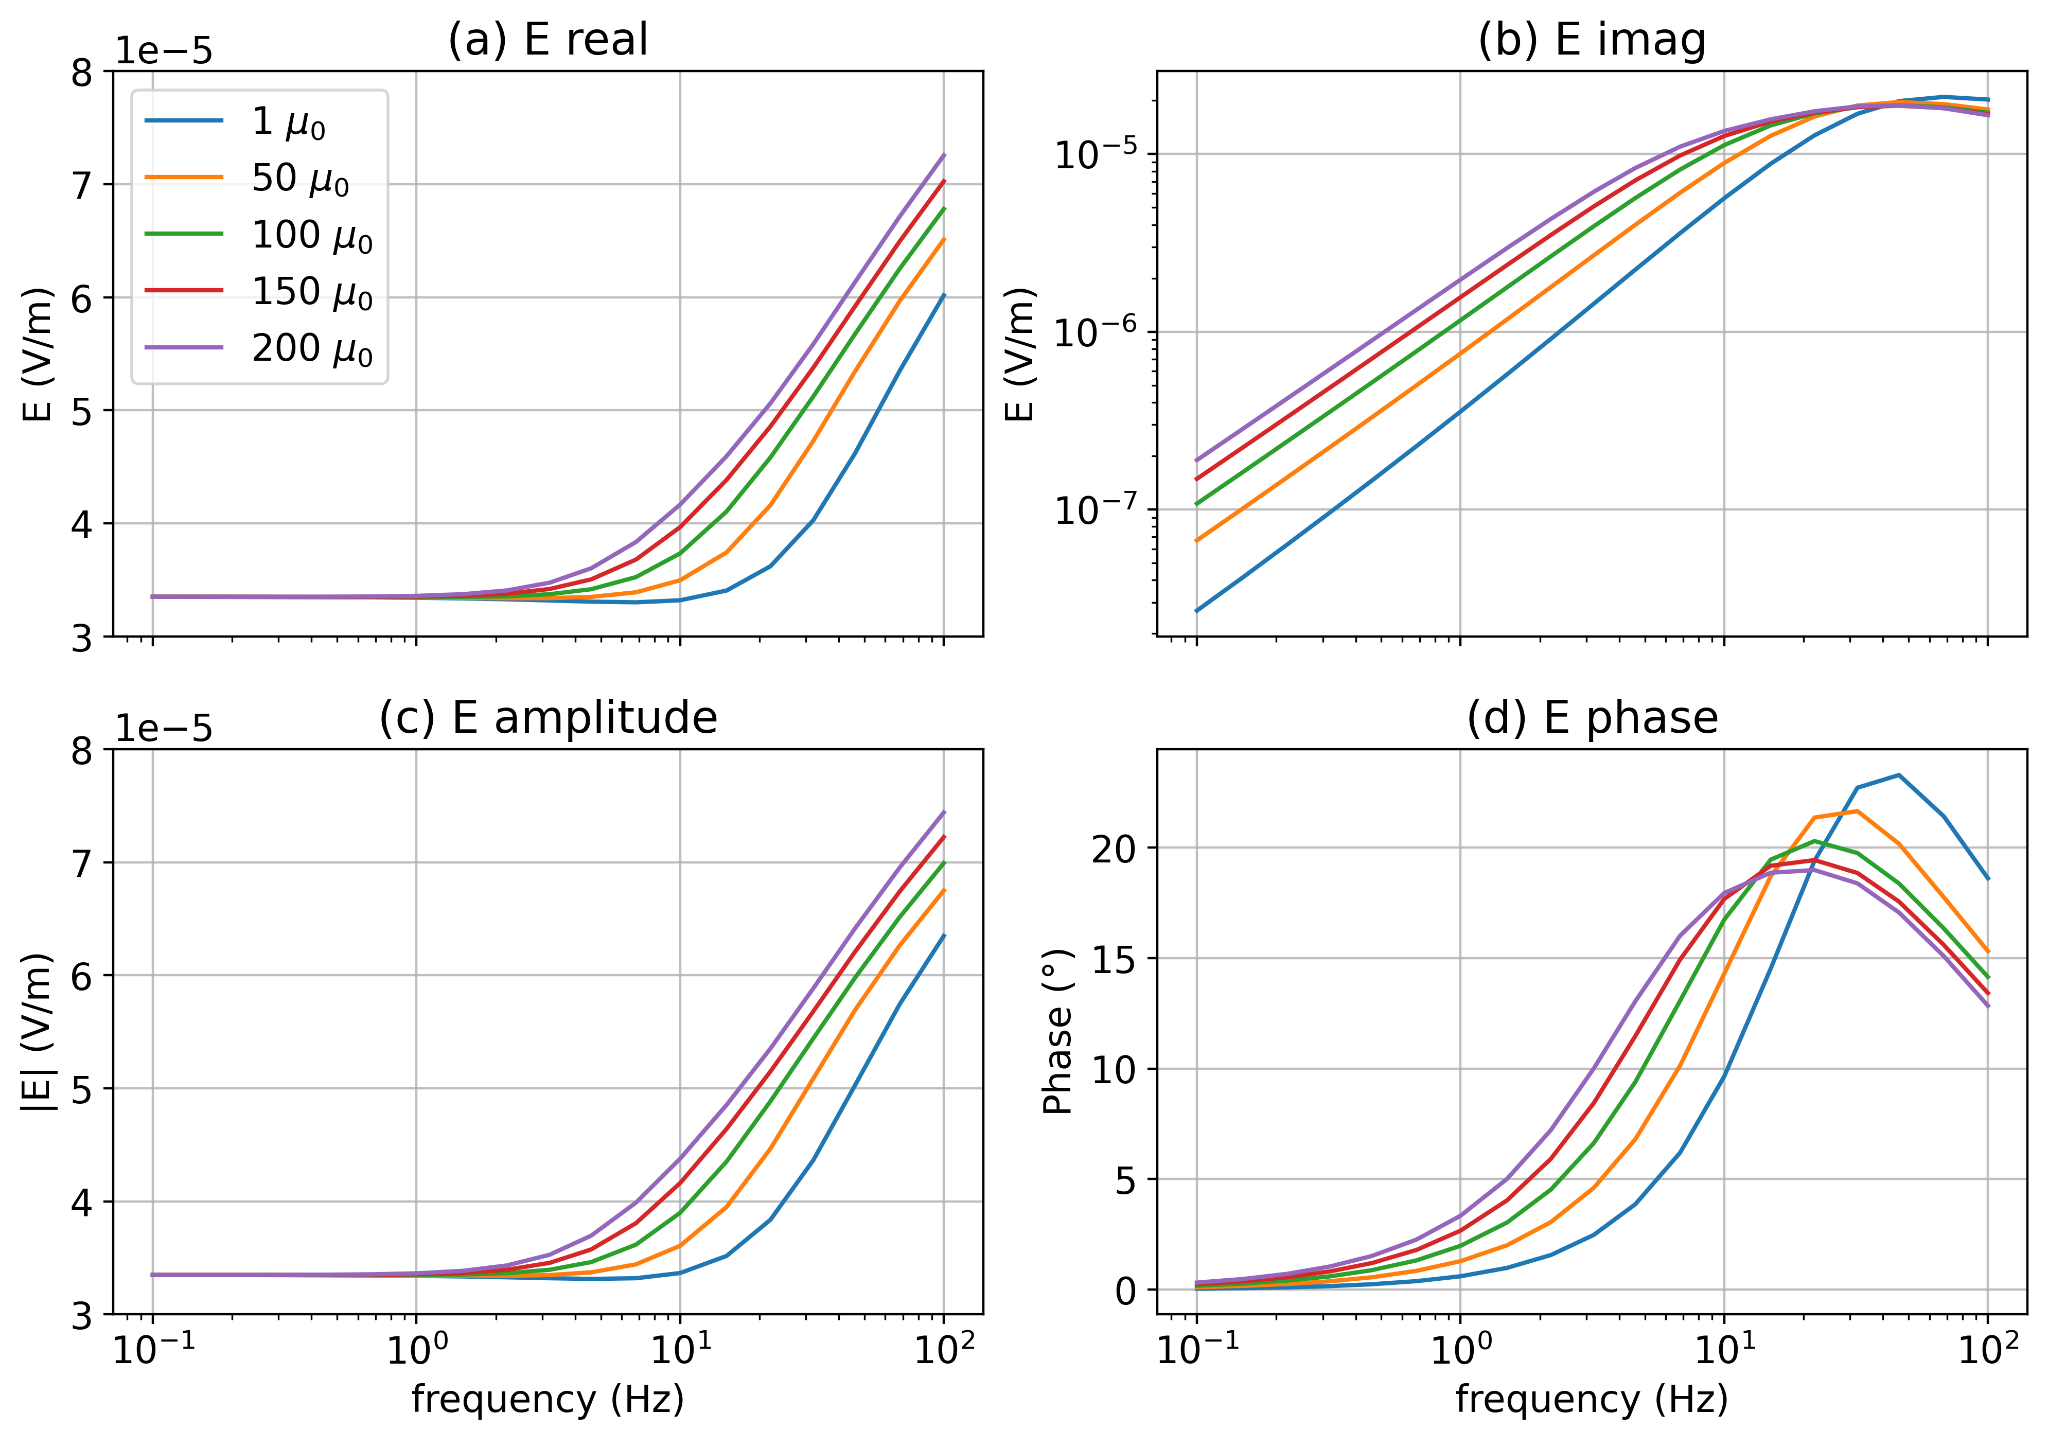 (a) E real
1e−5
8
7
6
5
4
3
E (V/m)
1 μ₀
50 μ₀
100 μ₀
150 μ₀
200 μ₀
(b) E imag
10⁻⁵
10⁻⁶
10⁻⁷
E (V/m)
(c) E amplitude
1e−5
8
7
6
5
4
3
|E| (V/m)
10⁻¹ 10⁰ 10¹ 10²
frequency (Hz)
(d) E phase
20
15
10
5
0
Phase (°)
10⁻¹ 10⁰ 10¹ 10²
frequency (Hz)